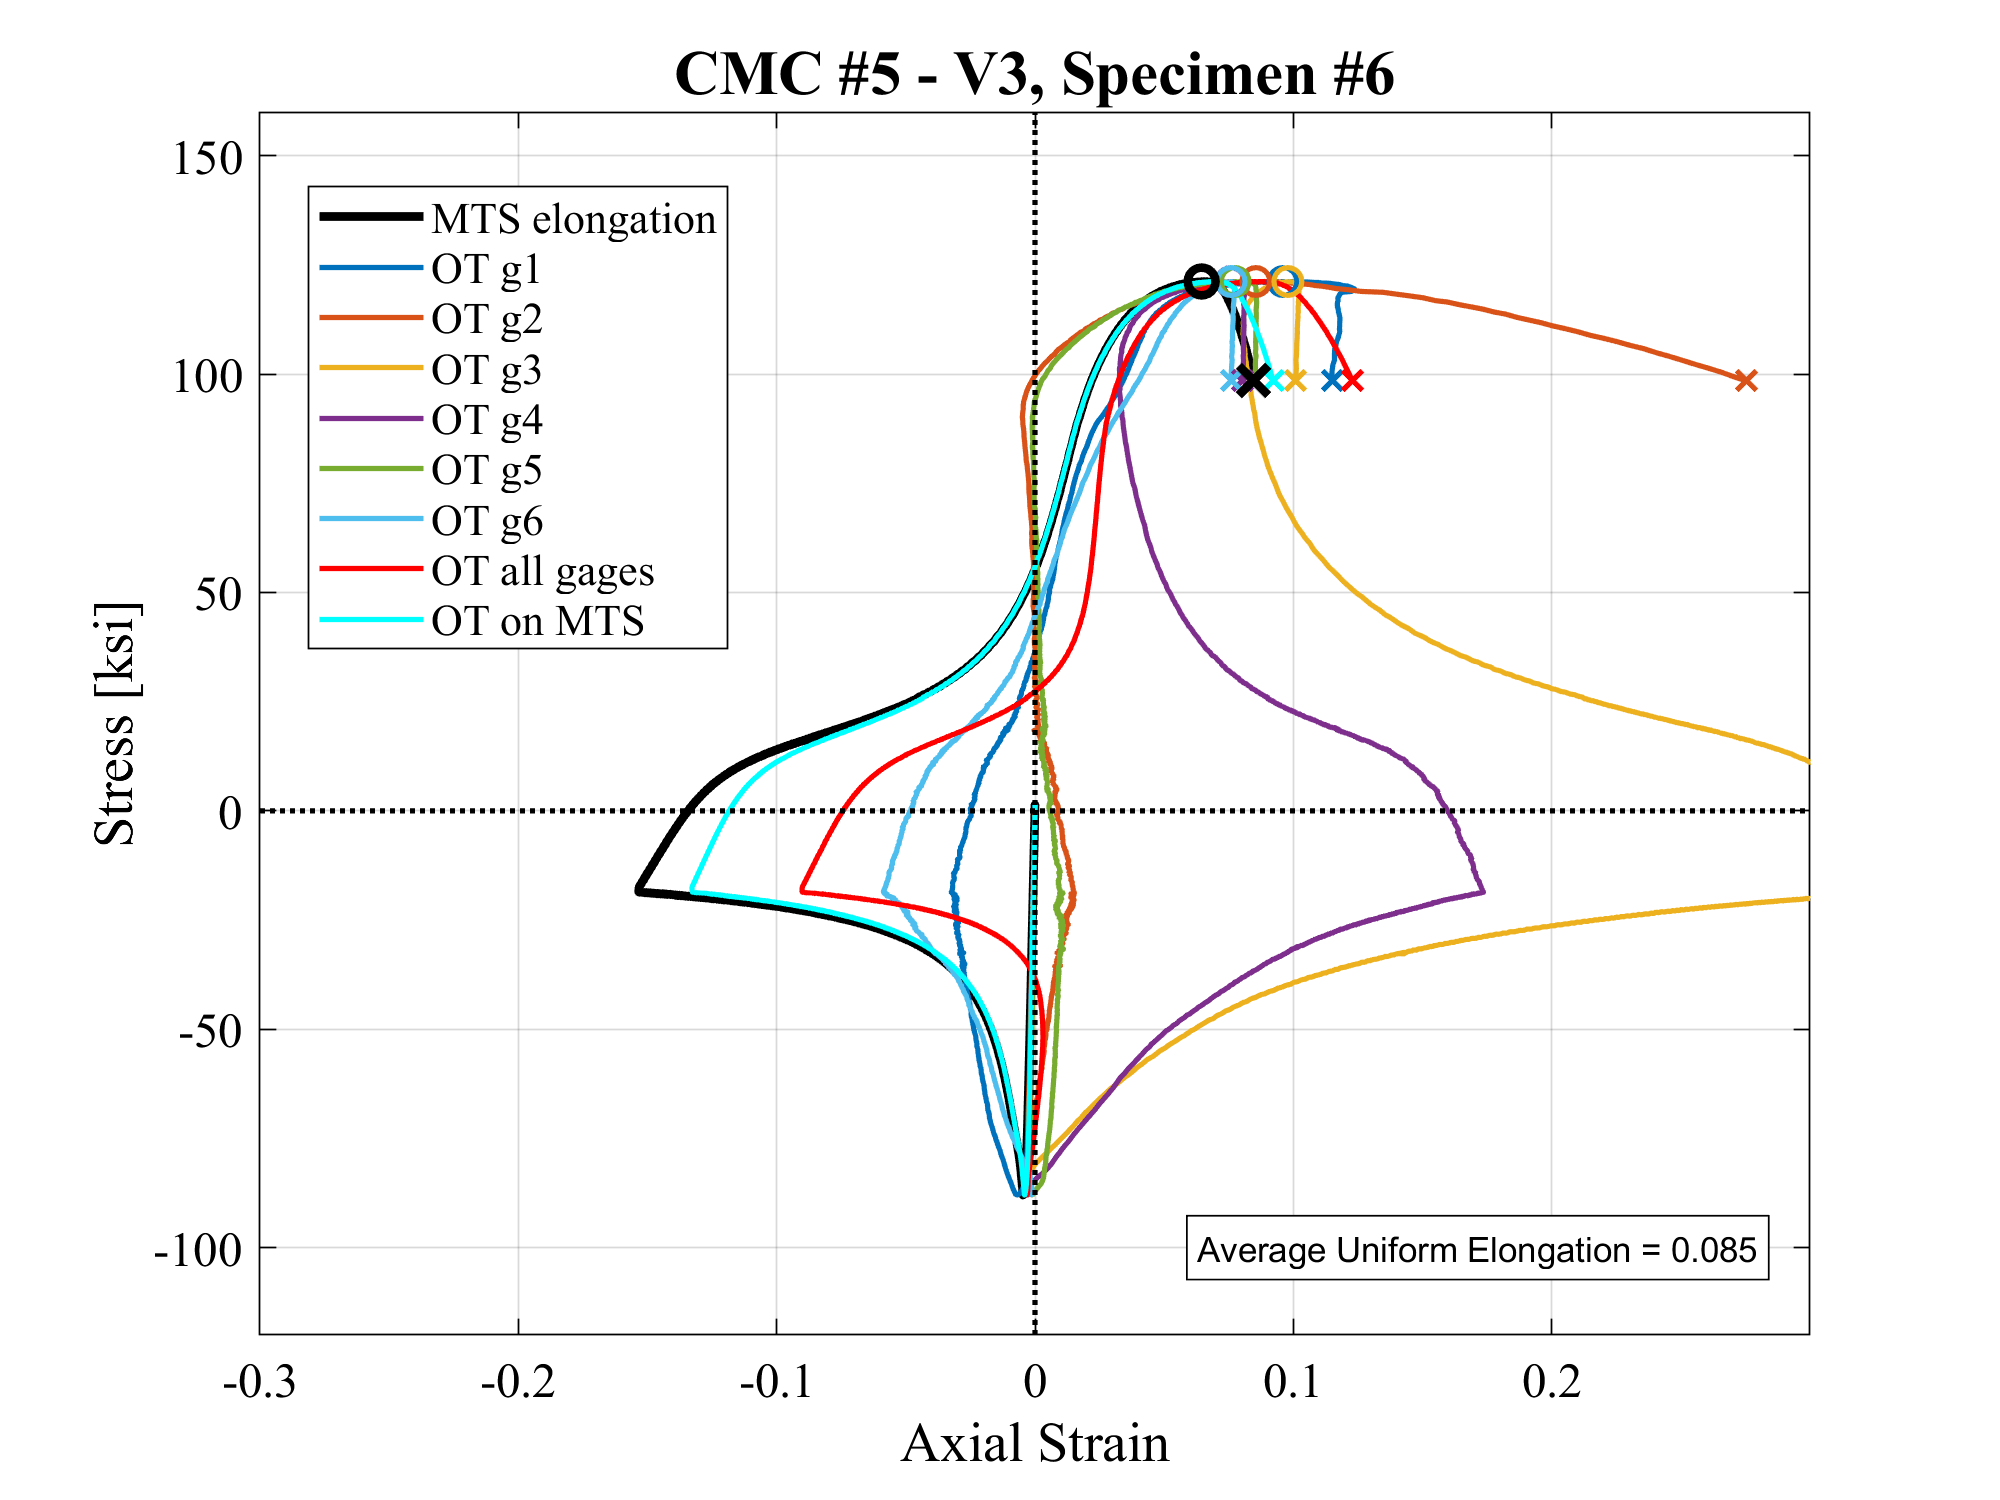 CMC #5 - V3, Specimen #6
150
100
50
0
-50
-100
Stress [ksi]
MTS elongation
OT g1
OT g2
OT g3
OT g4
OT g5
OT g6
OT all gages
OT on MTS
Average Uniform Elongation = 0.085
-0.3
-0.2
-0.1
0
0.1
0.2
Axial Strain